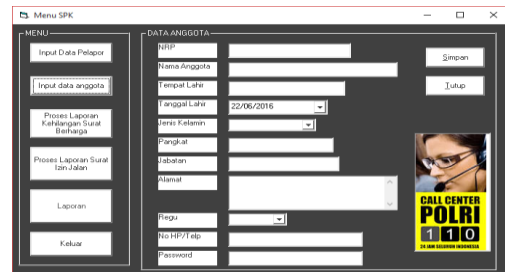 Menu SPK
MENU
Input Data Pelapor
Input data anggota
Proses Laporan
Kehilangan Surat
Berharga
Proses Laporan Surat
Izin Jalan
Laporan
Keluar
DATA ANGGOTA
NRP
Nama Anggota
Tempat Lahir
Tanggal Lahir
22/06/2016
Jenis Kelamin
Pangkat
Jabatan
Alamat
Regu
No HP/Telp
Password
Simpan
Tutup
CALL CENTER
POLRI
110
24 JAM SELURUH INDONESIA